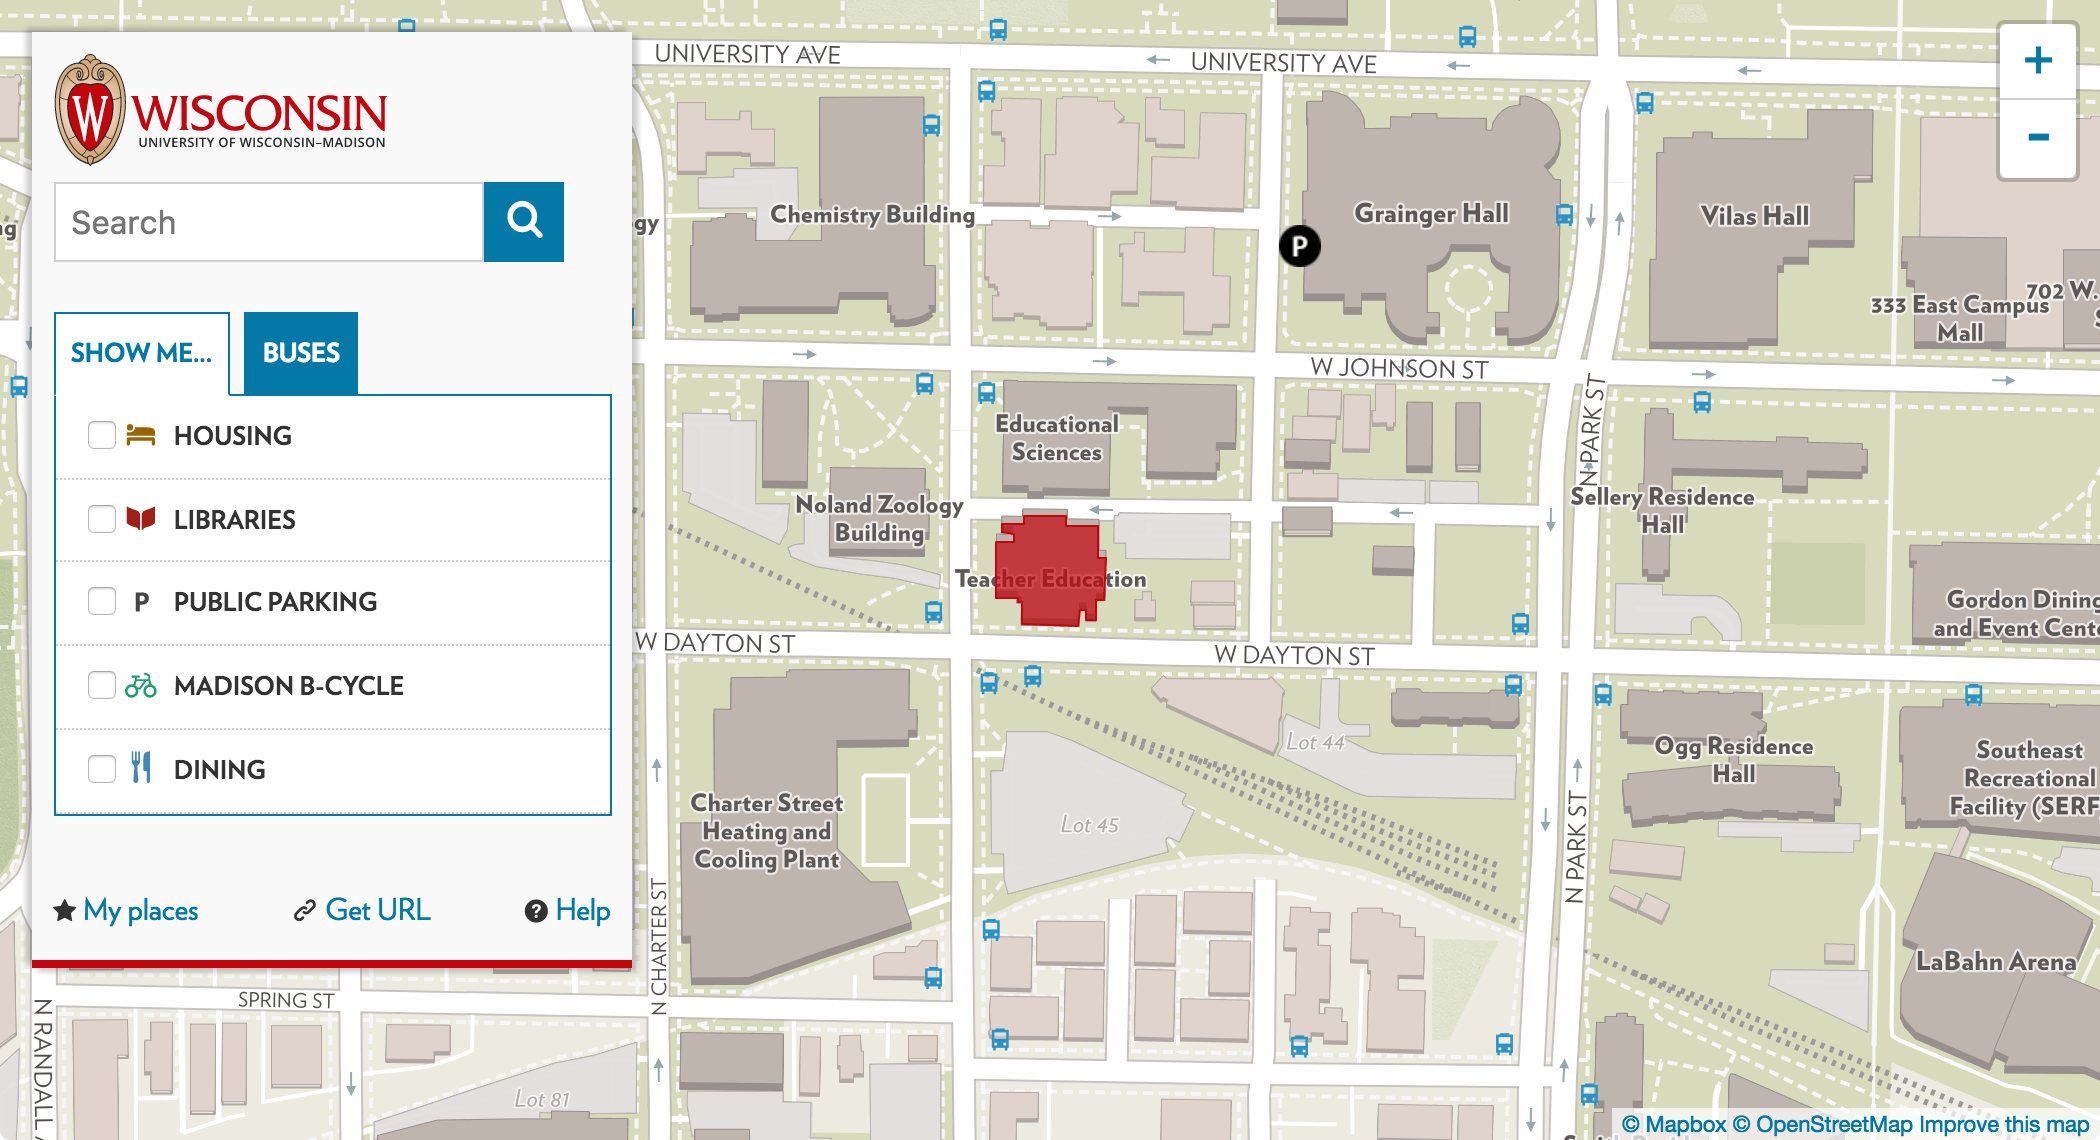 WISCONSIN
UNIVERSITY OF WISCONSIN–MADISON
Search
SHOW ME...
BUSES
HOUSING
LIBRARIES
P PUBLIC PARKING
MADISON B-CYCLE
DINING
My places
Get URL
? Help
UNIVERSITY AVE
UNIVERSITY AVE
+
-
gy
Chemistry Building
Grainger Hall
P
Vilas Hall
333 East Campus
Mall
702 W.
S
W JOHNSON ST
N PARK ST
Educational
Sciences
Noland Zoology
Building
Sellery Residence
Hall
Teacher Education
Gordon Dining
and Event Cente
W DAYTON ST
W DAYTON ST
Lot 44
Ogg Residence
Hall
Southeast
Recreational
Facility (SERF
Charter Street
Heating and
Cooling Plant
Lot 45
N PARK ST
N CHARTER ST
LaBahn Arena
SPRING ST
N RANDALL A
Lot 81
© Mapbox © OpenStreetMap Improve this map